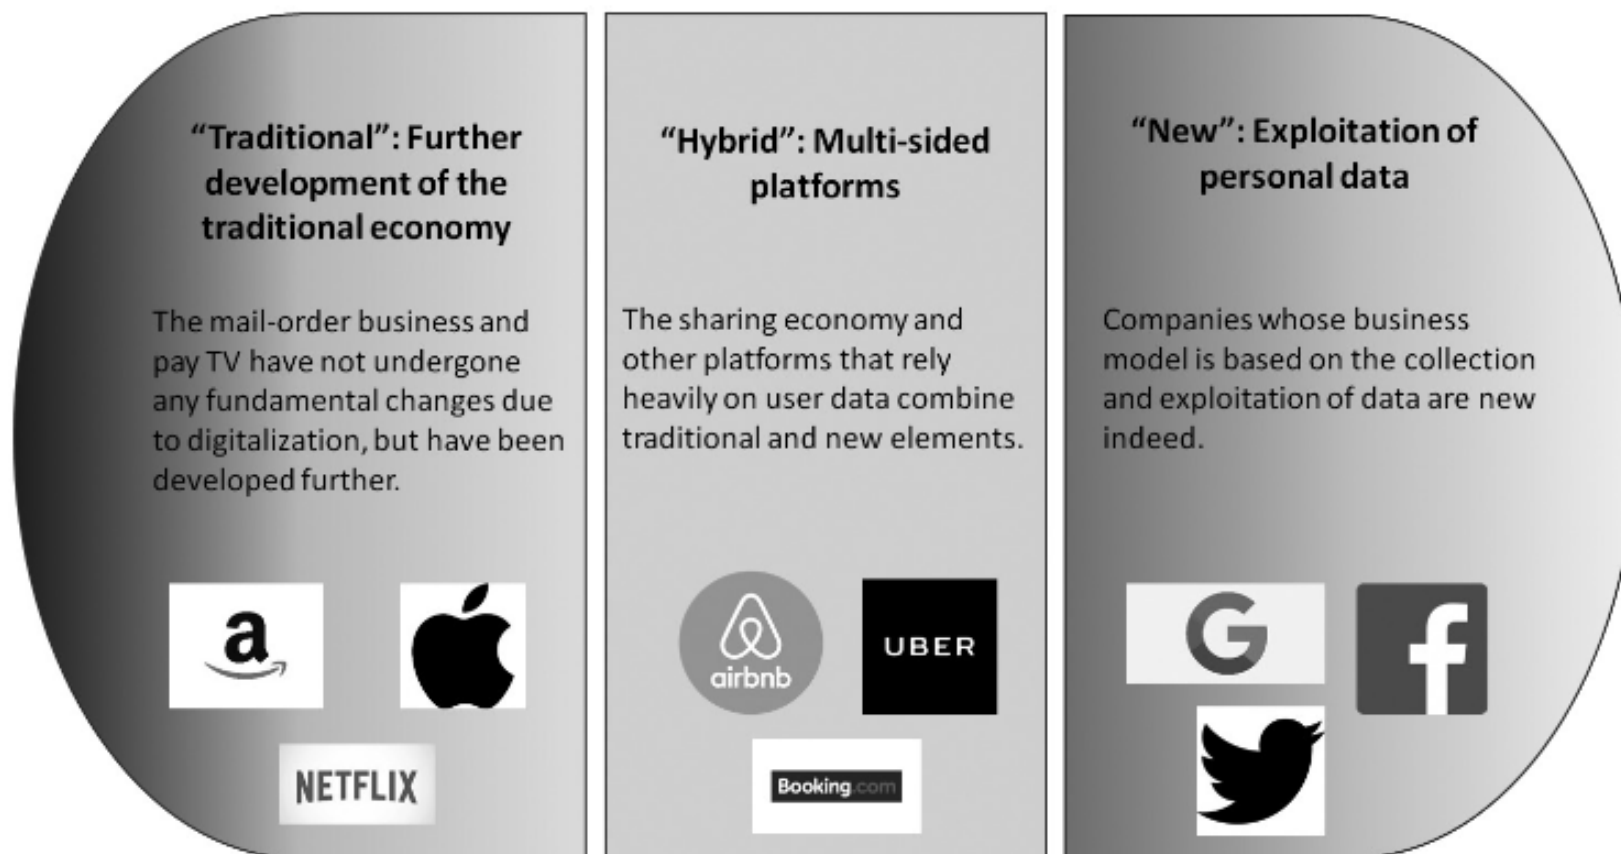 “Traditional”: Further
development of the
traditional economy
The mail-order business and
pay TV have not undergone
any fundamental changes due
to digitalization, but have been
developed further.
a
NETFLIX
“Hybrid”: Multi-sided
platforms
The sharing economy and
other platforms that rely
heavily on user data combine
traditional and new elements.
airbnb
UBER
Booking.com
“New”: Exploitation of
personal data
Companies whose business
model is based on the collection
and exploitation of data are new
indeed.
G
f